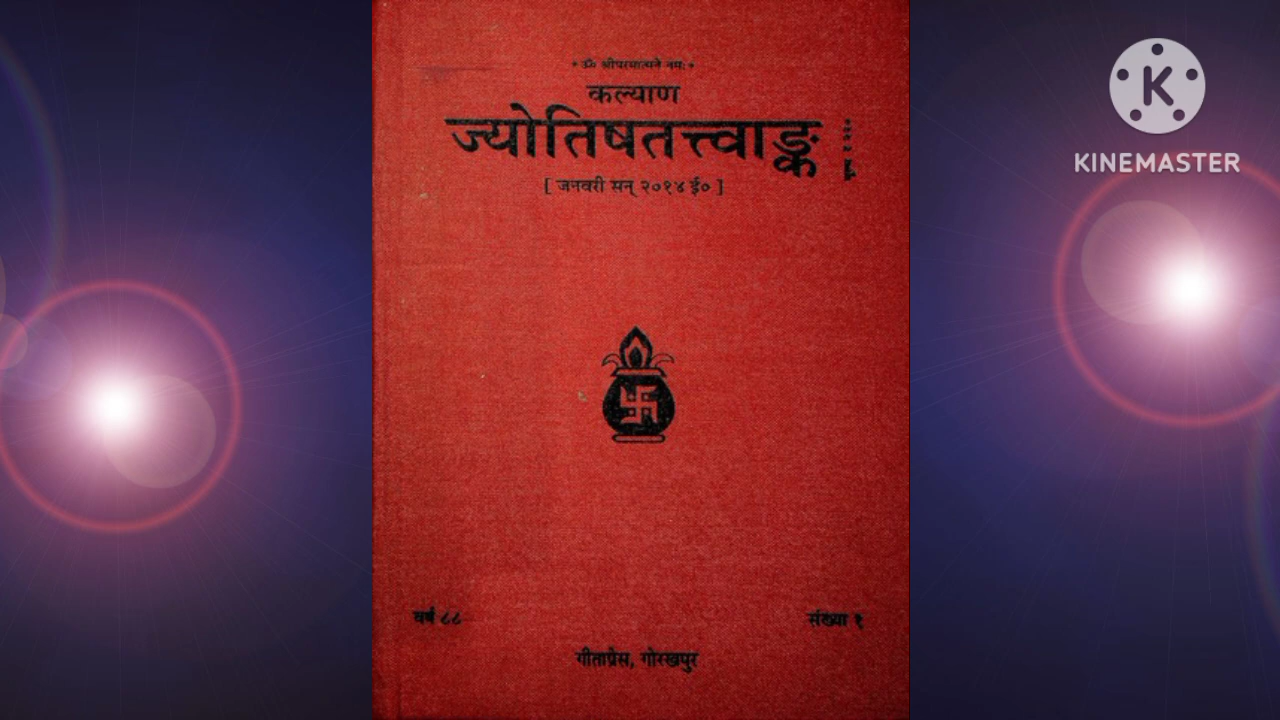 * ॐ श्रीपरमात्मने नमः *
कल्याण
ज्योतिषतत्त्वाङ्क
[ जनवरी सन् २०१४ ई० ]
वर्ष ८८
संख्या १
गीताप्रेस, गोरखपुर
K
KINEMASTER